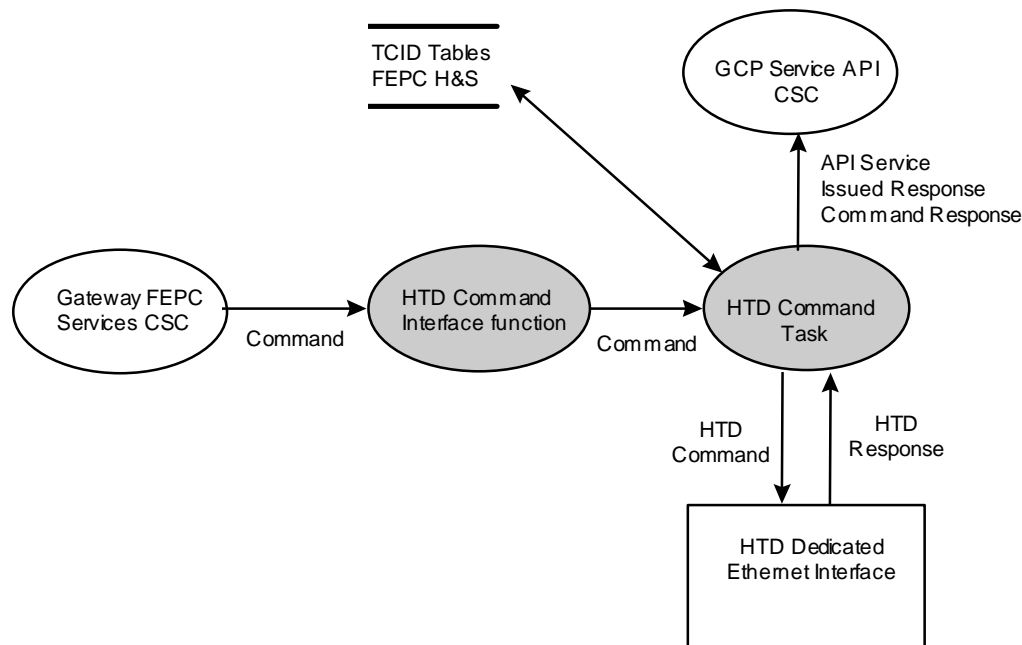 TCID Tables
FEPC H&S
GCP Service API
CSC
API Service
Issued Response
Command Response
Gateway FEPC
Services CSC
Command
HTD Command
Interface function
Command
HTD Command
Task
HTD
Command
HTD
Response
HTD Dedicated
Ethernet Interface